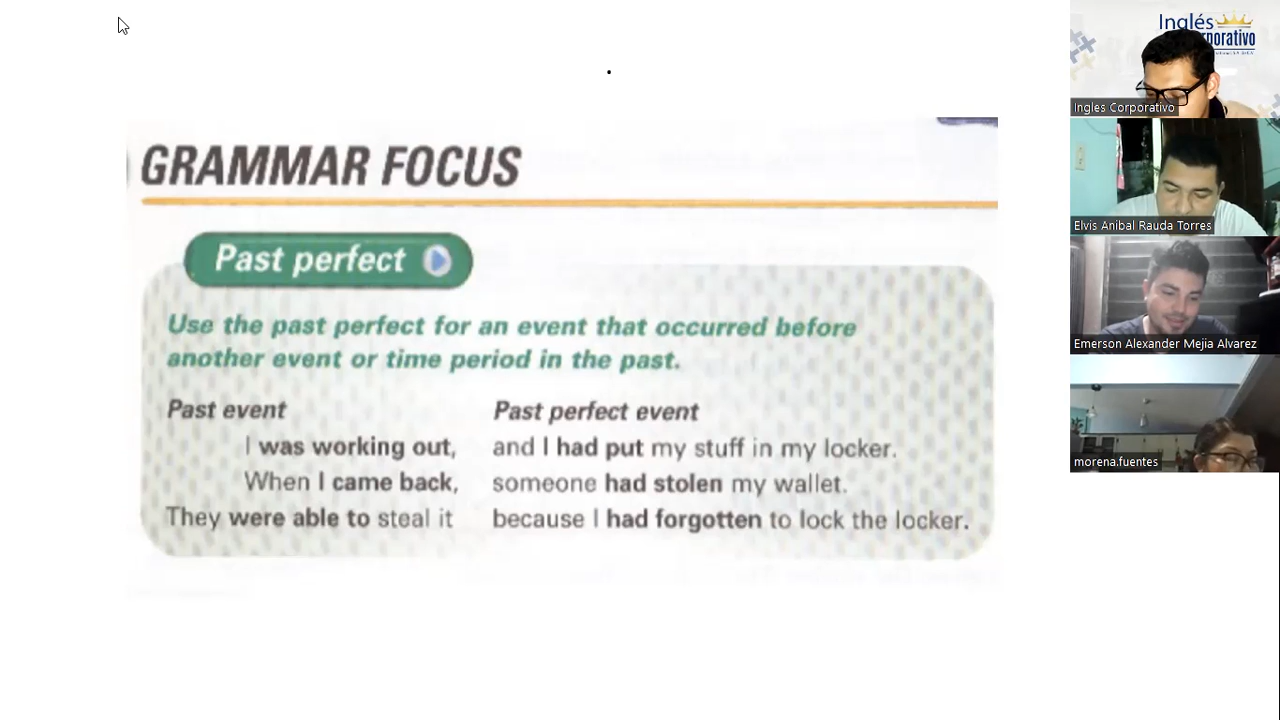 GRAMMAR FOCUS
Past perfect
Use the past perfect for an event that occurred before
another event or time period in the past.
Past event Past perfect event
I was working out, and I had put my stuff in my locker.
When I came back, someone had stolen my wallet.
They were able to steal it because I had forgotten to lock the locker.
Inglés
Ingles Corporativo
Elvis Anibal Rauda Torres
Emerson Alexander Mejia Alvarez
morena.fuentes